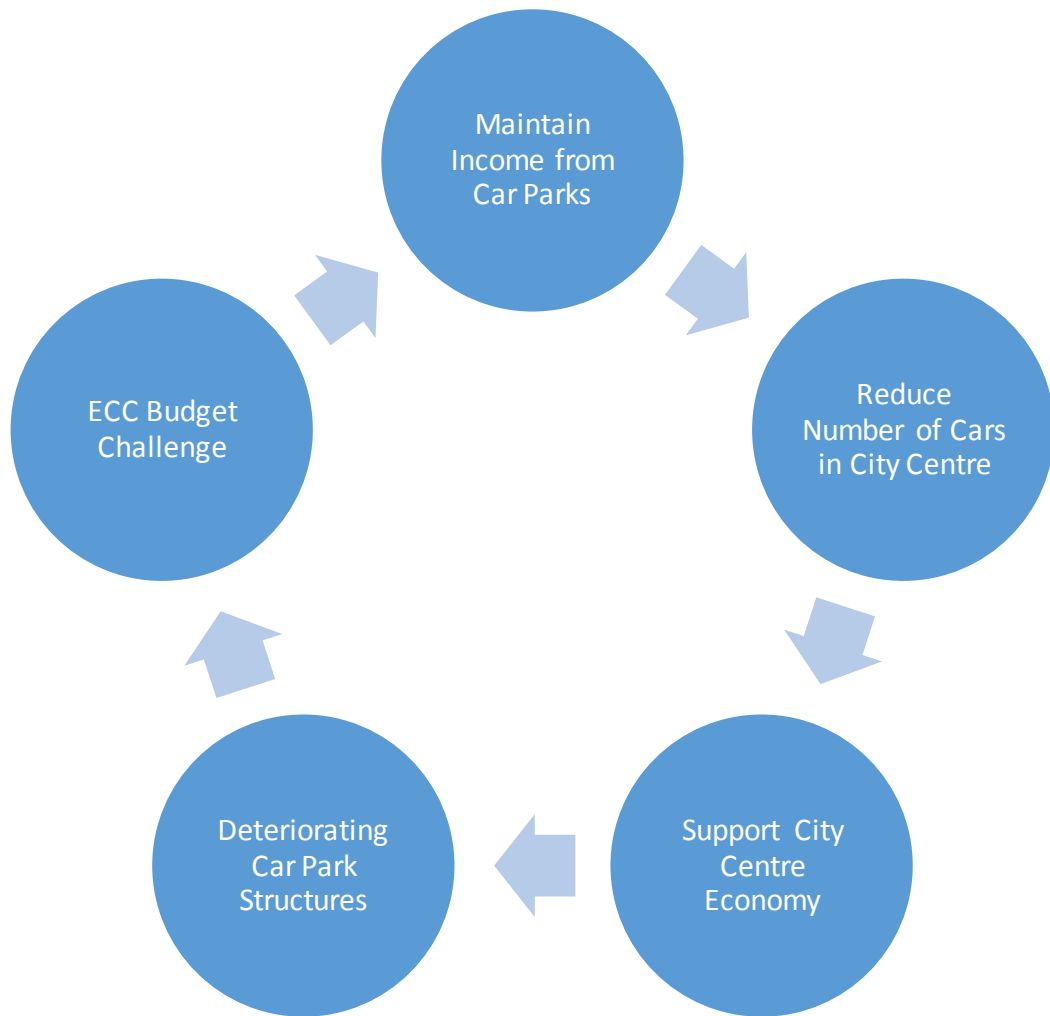 Maintain
Income from
Car Parks
Reduce
Number of Cars
in City Centre
Support City
Centre
Economy
Deteriorating
Car Park
Structures
ECC Budget
Challenge